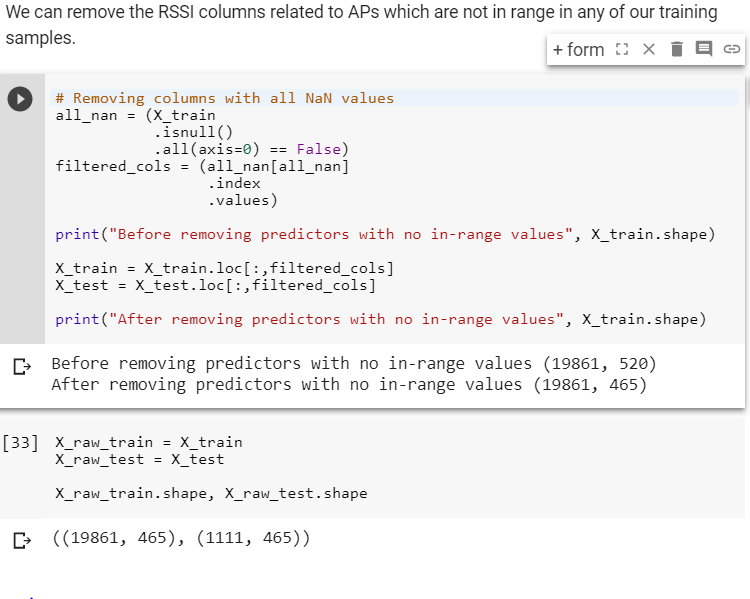 We can remove the RSSI columns related to APs which are not in range in any of our training
samples.
+ form
# Removing columns with all NaN values
all_nan = (X_train
.isnull()
.all(axis=0) == False)
filtered_cols = (all_nan[all_nan]
.index
.values)
print("Before removing predictors with no in-range values", X_train.shape)
X_train = X_train.loc[:,filtered_cols]
X_test = X_test.loc[:,filtered_cols]
print("After removing predictors with no in-range values", X_train.shape)
Before removing predictors with no in-range values (19861, 520)
After removing predictors with no in-range values (19861, 465)
[33] X_raw_train = X_train
X_raw_test = X_test
X_raw_train.shape, X_raw_test.shape
((19861, 465), (1111, 465))